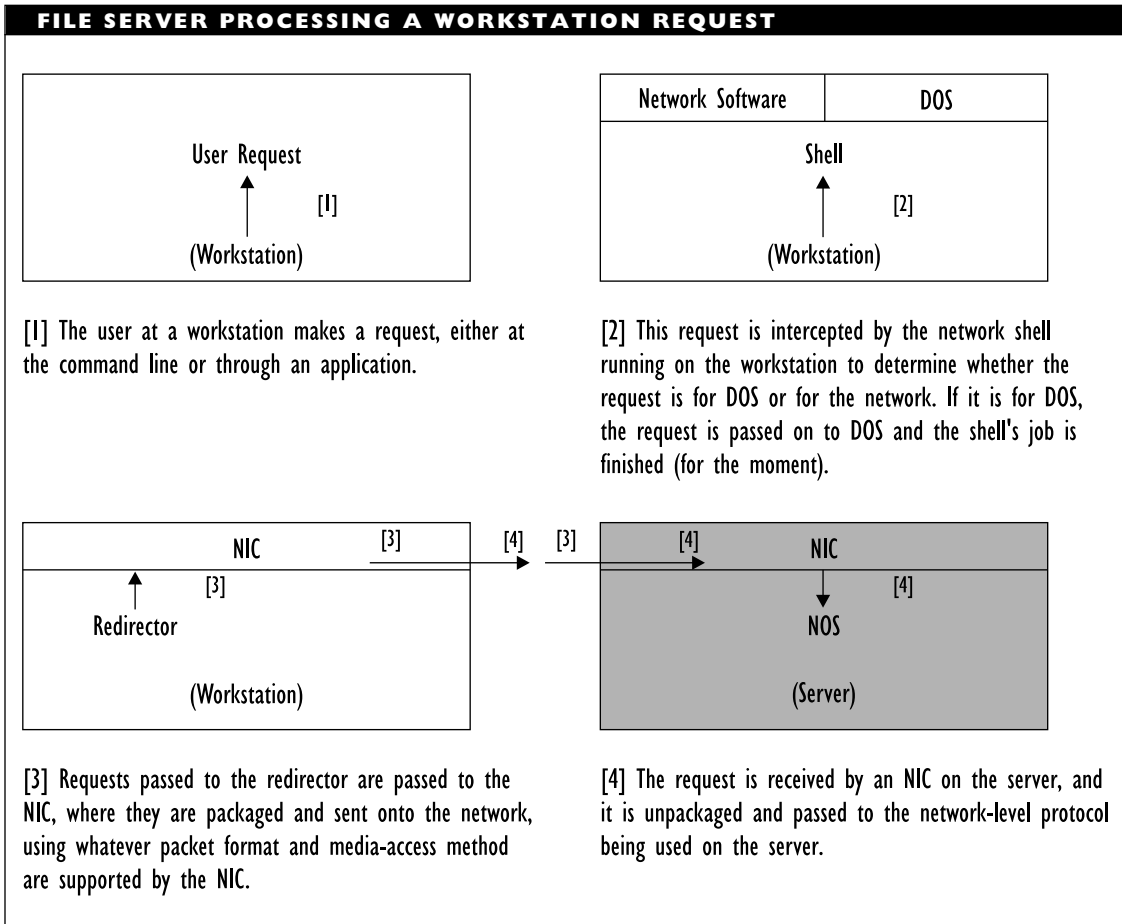 FILE SERVER PROCESSING A WORKSTATION REQUEST
User Request
[1]
(Workstation)
[1] The user at a workstation makes a request, either at
the command line or through an application.
Network Software
DOS
Shell
[2]
(Workstation)
[2] This request is intercepted by the network shell
running on the workstation to determine whether the
request is for DOS or for the network. If it is for DOS,
the request is passed on to DOS and the shell's job is
finished (for the moment).
NIC
[3]
[4]
[3]
Redirector
(Workstation)
[3] Requests passed to the redirector are passed to the
NIC, where they are packaged and sent onto the network,
using whatever packet format and media-access method
are supported by the NIC.
[3]
[4]
NIC
[4]
NOS
(Server)
[4] The request is received by an NIC on the server, and
it is unpackaged and passed to the network-level protocol
being used on the server.